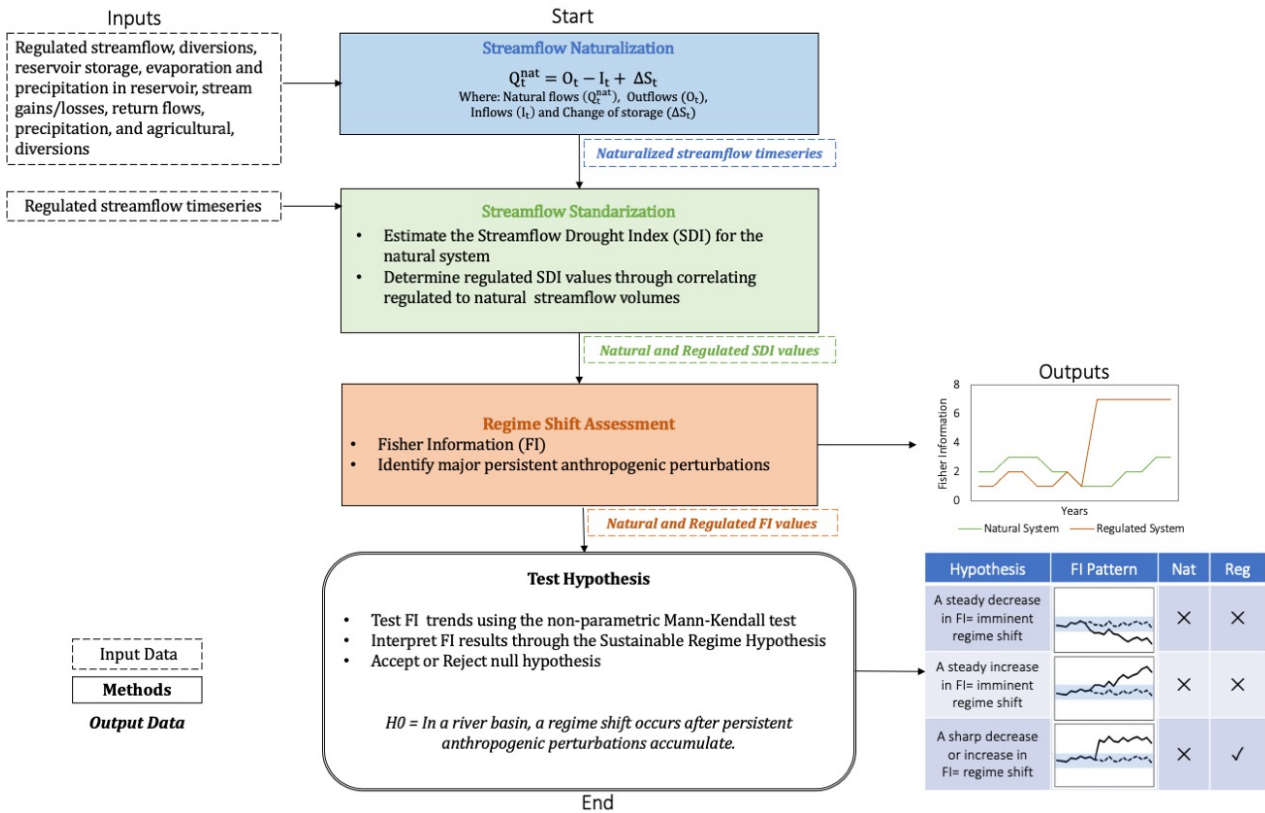 Inputs
Start
Regulated streamflow, diversions,
reservoir storage, evaporation and
precipitation in reservoir, stream
gains/losses, return flows,
precipitation, and agricultural,
diversions
Streamflow Naturalization
Q_t^nat = O_t − I_t + ΔS_t
Where: Natural flows (Q_t^nat), Outflows (O_t),
Inflows (I_t) and Change of storage (ΔS_t)
Naturalized streamflow timeseries
Regulated streamflow timeseries
Streamflow Standarization
• Estimate the Streamflow Drought Index (SDI) for the
natural system
• Determine regulated SDI values through correlating
regulated to natural streamflow volumes
Natural and Regulated SDI values
Regime Shift Assessment
• Fisher Information (FI)
• Identify major persistent anthropogenic perturbations
Outputs
8
6
4
2
0
Fisher Information
Years
Natural System
Regulated System
Natural and Regulated FI values
Test Hypothesis
• Test FI trends using the non-parametric Mann-Kendall test
• Interpret FI results through the Sustainable Regime Hypothesis
• Accept or Reject null hypothesis
H0 = In a river basin, a regime shift occurs after persistent
anthropogenic perturbations accumulate.
End
Input Data
Methods
Output Data
Hypothesis FI Pattern Nat Reg
A steady decrease
in FI= imminent
regime shift
✕ ✕
A steady increase
in FI= imminent
regime shift
✕ ✕
A sharp decrease
or increase in
FI= regime shift
✕ ✓